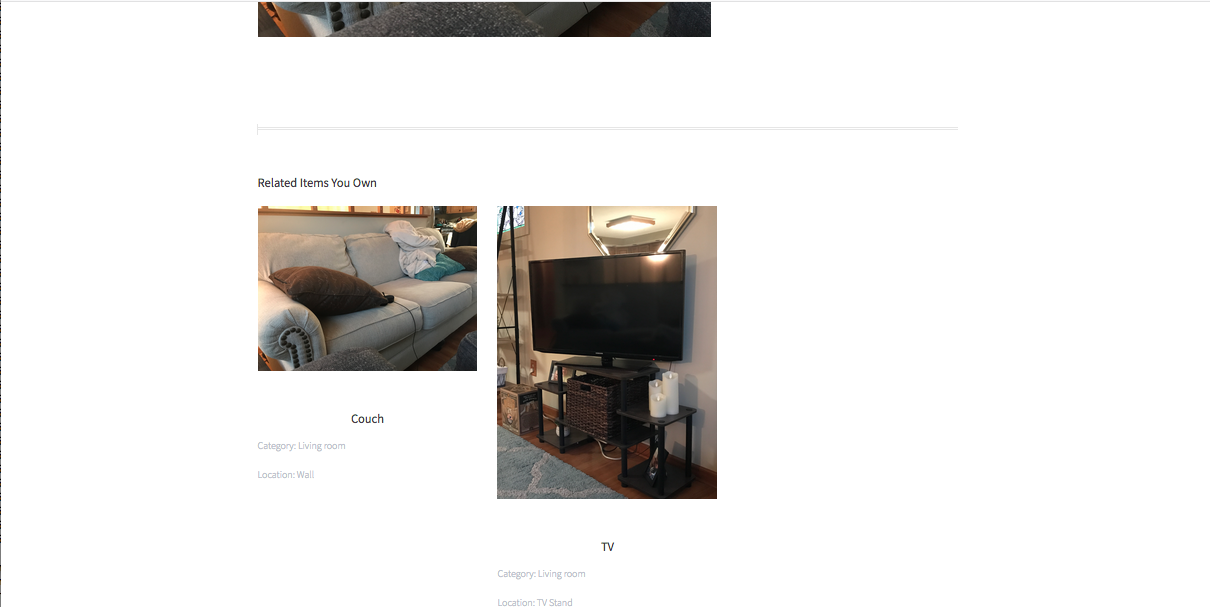 Related Items You Own
Couch
Category: Living room
Location: Wall
TV
Category: Living room
Location: TV Stand